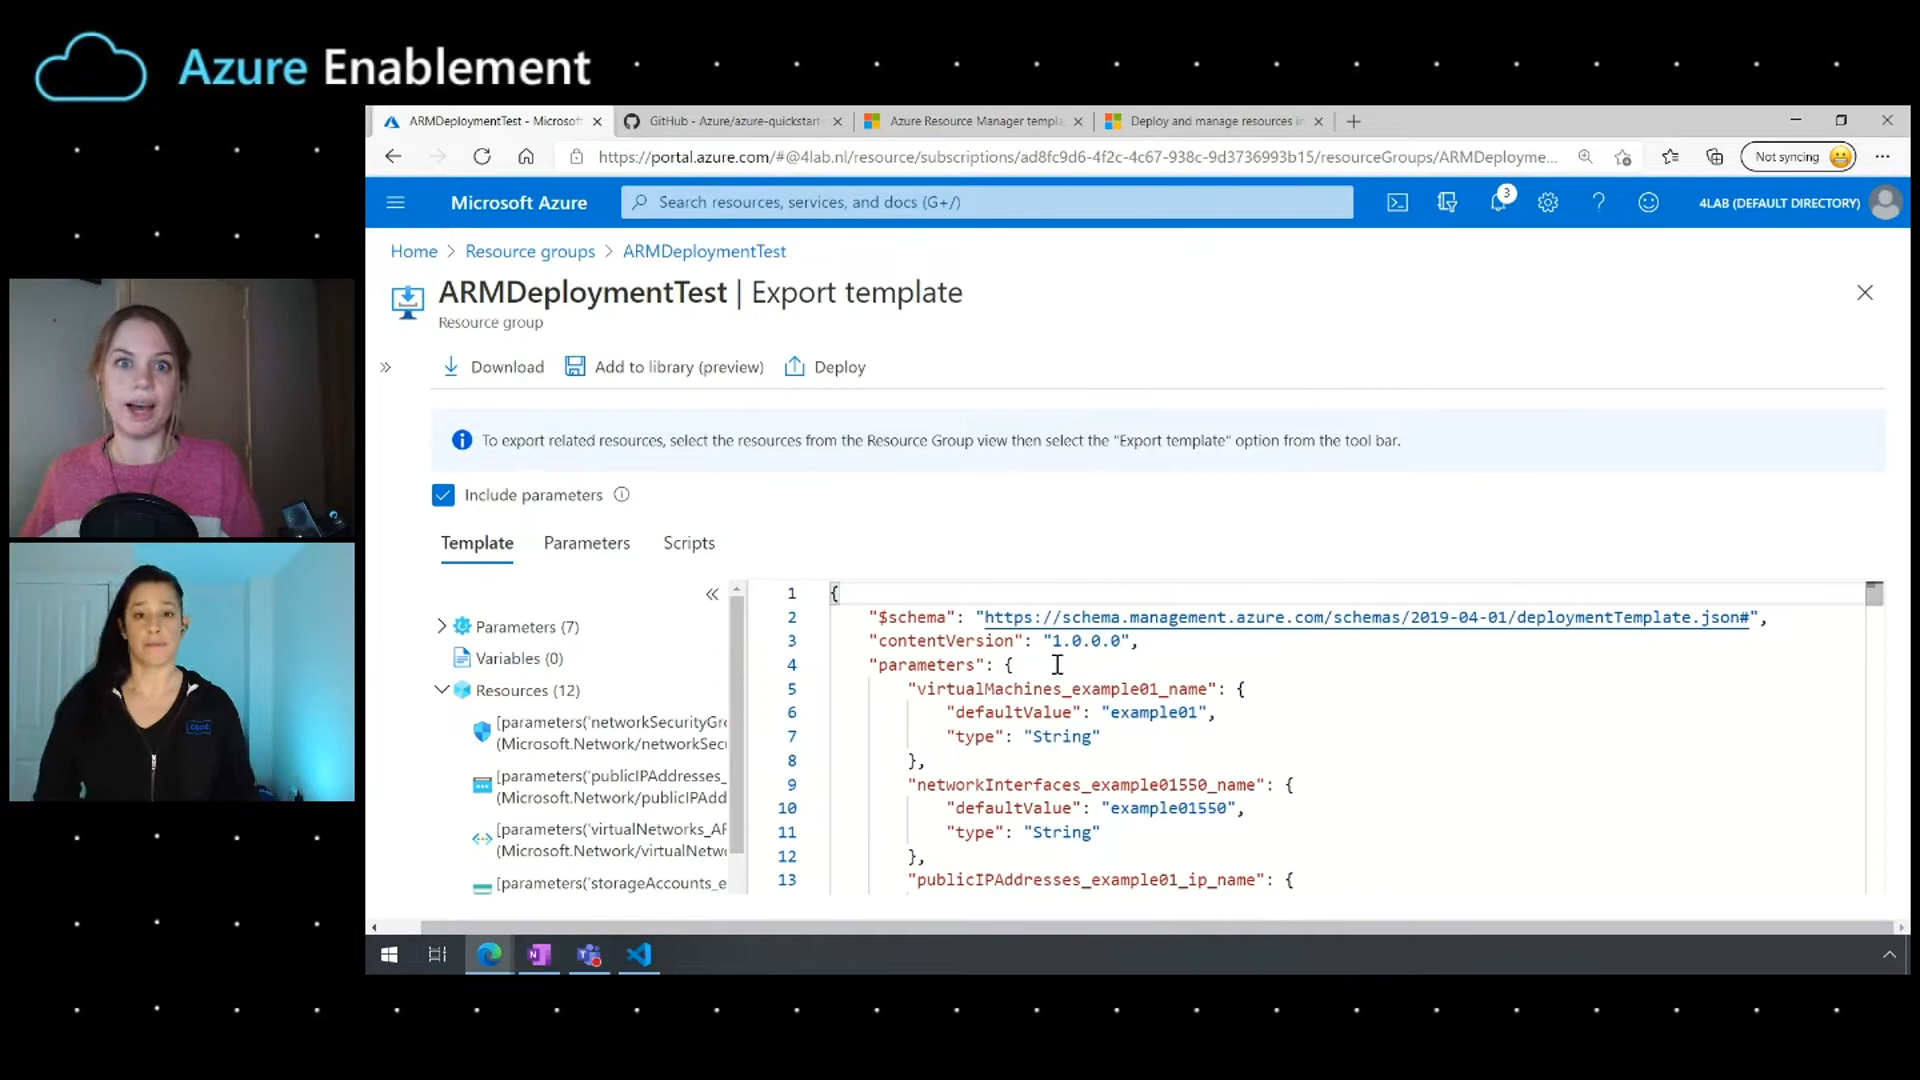 Azure Enablement
ARMDeploymentTest - Microsoft
GitHub - Azure/azure-quickstart-
Azure Resource Manager templa
Deploy and manage resources in
https://portal.azure.com/#@4lab.nl/resource/subscriptions/ad8fc9d6-4f2c-4c67-938c-9d3736993b15/resourceGroups/ARMDeployme...
Not syncing
Microsoft Azure
Search resources, services, and docs (G+/)
3
4LAB (DEFAULT DIRECTORY)
Home > Resource groups > ARMDeploymentTest
ARMDeploymentTest | Export template
Resource group
Download
Add to library (preview)
Deploy
To export related resources, select the resources from the Resource Group view then select the "Export template" option from the tool bar.
Include parameters
Template
Parameters
Scripts
Parameters (7)
Variables (0)
Resources (12)
[parameters('networkSecurityGro
(Microsoft.Network/networkSecu
[parameters('publicIPAddresses_
(Microsoft.Network/publicIPAdd
[parameters('virtualNetworks_AR
(Microsoft.Network/virtualNetwo
[parameters('storageAccounts_e
1 {
2 "$schema": "https://schema.management.azure.com/schemas/2019-04-01/deploymentTemplate.json#",
3 "contentVersion": "1.0.0.0",
4 "parameters": {
5 "virtualMachines_example01_name": {
6 "defaultValue": "example01",
7 "type": "String"
8 },
9 "networkInterfaces_example01550_name": {
10 "defaultValue": "example01550",
11 "type": "String"
12 },
13 "publicIPAddresses_example01_ip_name": {